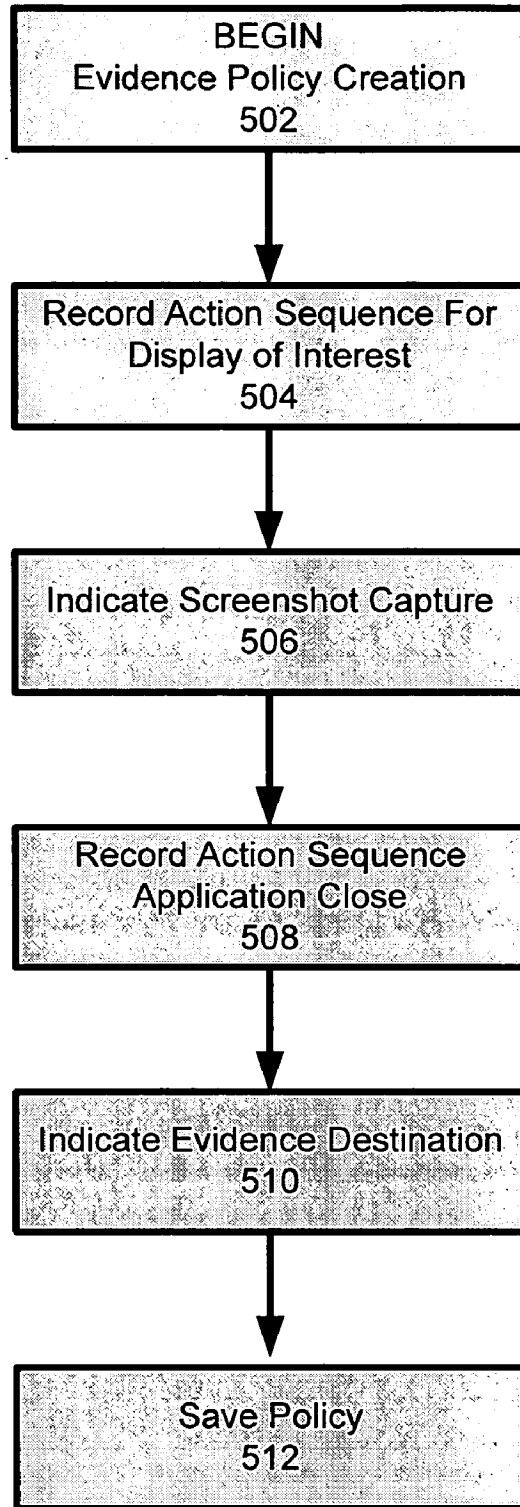 BEGIN
Evidence Policy Creation
502
Record Action Sequence For
Display of Interest
504
Indicate Screenshot Capture
506
Record Action Sequence
Application Close
508
Indicate Evidence Destination
510
Save Policy
512